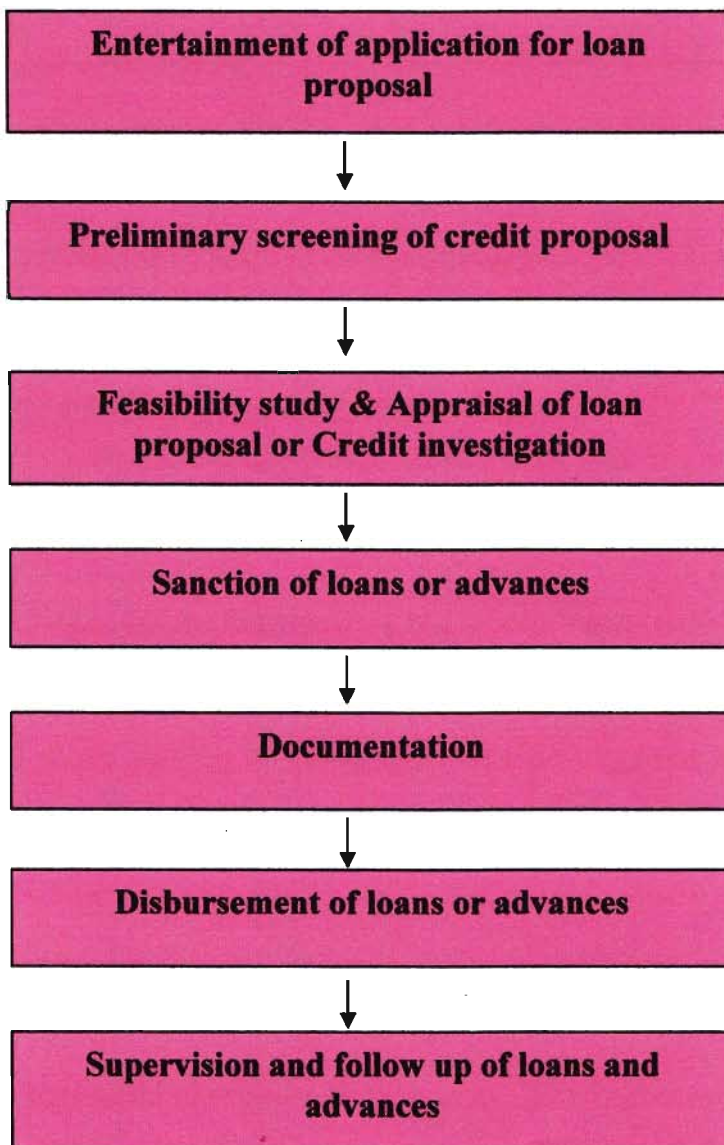 Entertainment of application for loan
proposal
Preliminary screening of credit proposal
Feasibility study & Appraisal of loan
proposal or Credit investigation
Sanction of loans or advances
Documentation
Disbursement of loans or advances
Supervision and follow up of loans and
advances